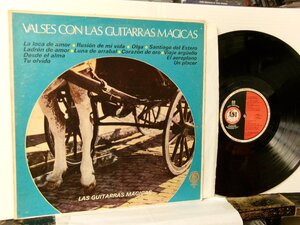 VALSES CON LAS GUITARRAS MAGICAS
La loca de amor • Ilusión de mi vida • Olga • Santiago del Estero
Ladrón de amor • Luna de arrabal • Corazón de oro • Viejo argüello
Desde el alma El aeroplano
Tu olvido Un placer
LAS GUITARRAS MAGICAS